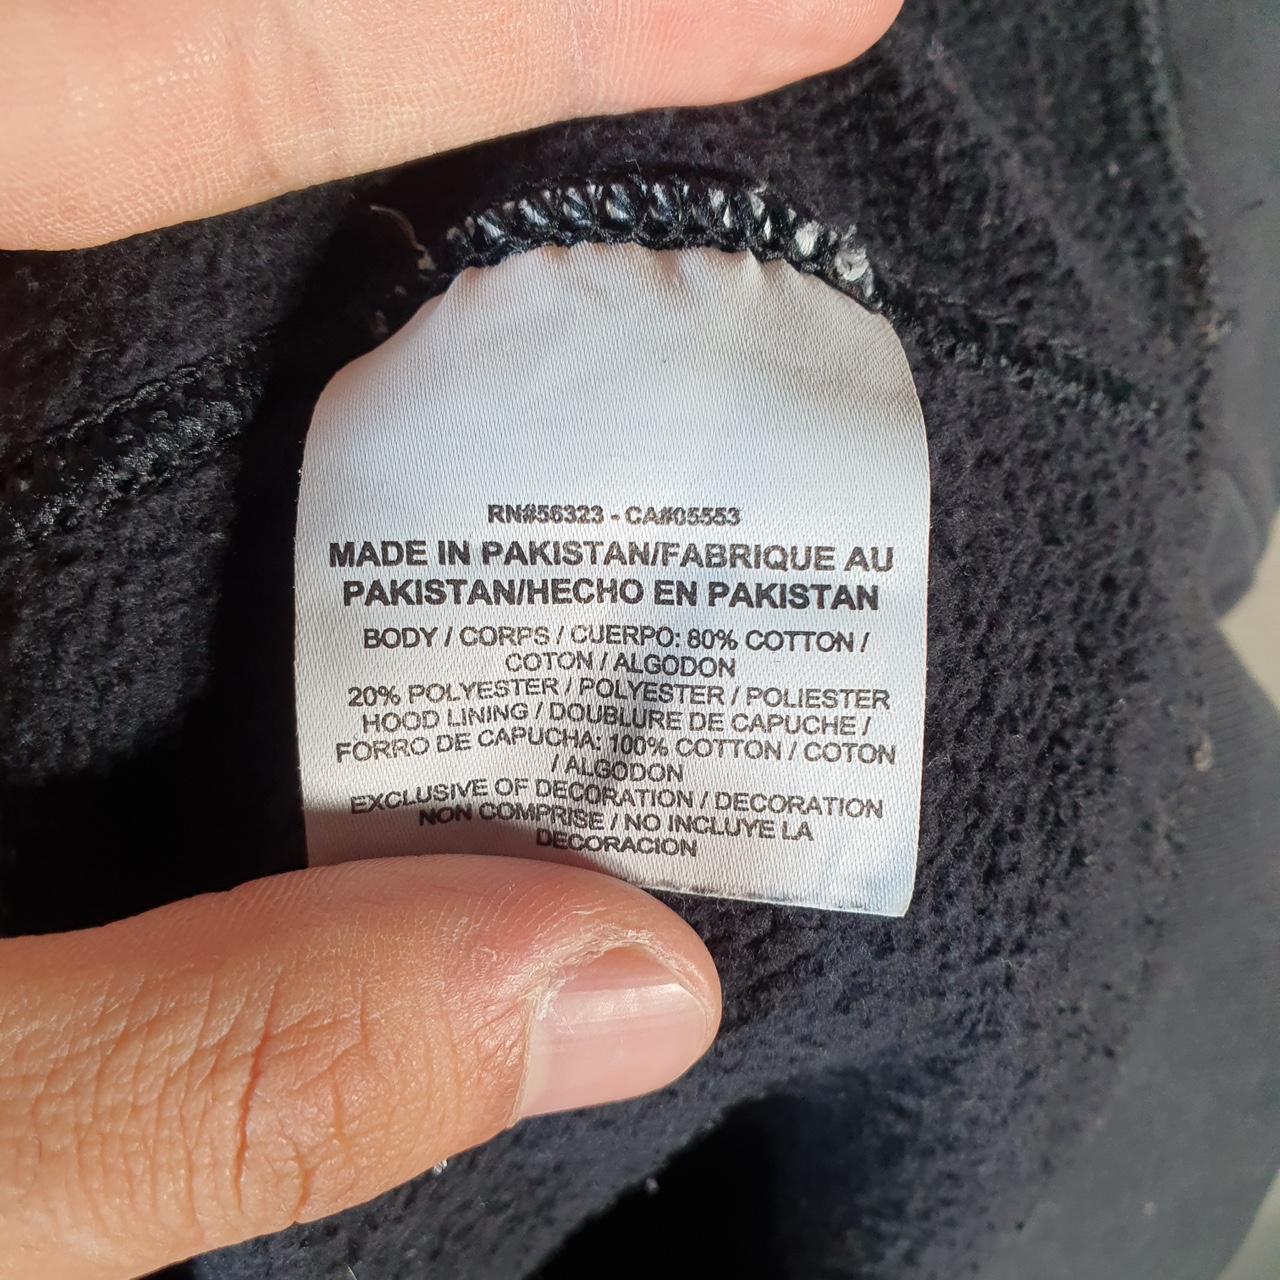 RN#56323 - CA#05553
MADE IN PAKISTAN/FABRIQUE AU
PAKISTAN/HECHO EN PAKISTAN
BODY / CORPS / CUERPO: 80% COTTON /
COTON / ALGODON
20% POLYESTER / POLYESTER / POLIESTER
HOOD LINING / DOUBLURE DE CAPUCHE /
FORRO DE CAPUCHA: 100% COTTON / COTON
/ ALGODON
EXCLUSIVE OF DECORATION / DECORATION
NON COMPRISE / NO INCLUYE LA
DECORACION